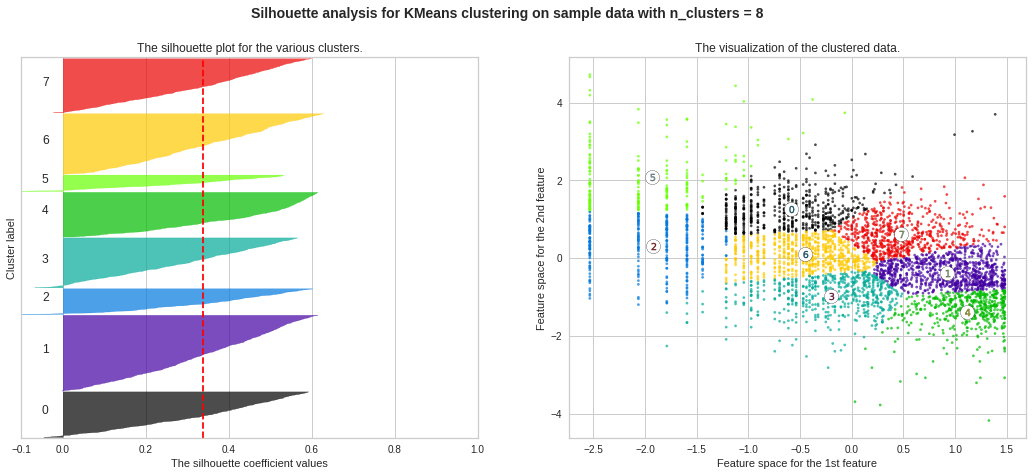 Silhouette analysis for KMeans clustering on sample data with n_clusters = 8
The silhouette plot for the various clusters.
Cluster label
7
6
5
4
3
2
1
0
−0.1 0.0 0.2 0.4 0.6 0.8 1.0
The silhouette coefficient values
The visualization of the clustered data.
Feature space for the 2nd feature
4
2
0
−2
−4
5
0
2
6
7
1
3
4
−2.5 −2.0 −1.5 −1.0 −0.5 0.0 0.5 1.0 1.5
Feature space for the 1st feature